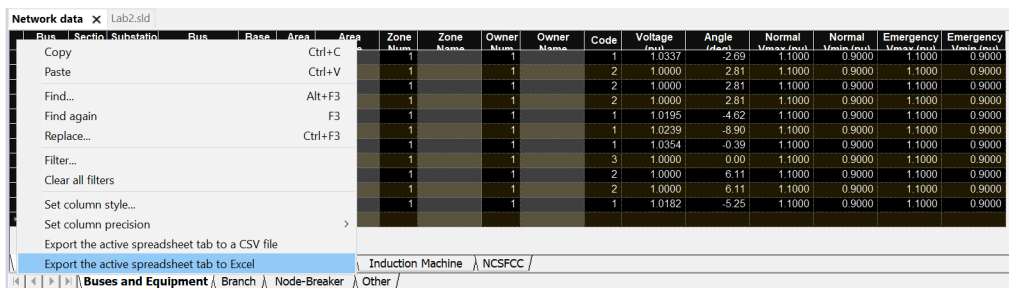 Network data × Lab2.sld
Bus Sectio Substatio Bus Base Area Area Zone Zone Owner Owner Code Voltage Angle Normal Normal Emergency Emergency
Num Name Num Name (pu) (deg) Vmax (pu) Vmin (pu) Vmax (pu) Vmin (pu)
Copy Ctrl+C 1 1 1 1.0337 -2.69 1.1000 0.9000 1.1000 0.9000
Paste Ctrl+V 1 1 2 1.0000 2.81 1.1000 0.9000 1.1000 0.9000
1 1 2 1.0000 2.81 1.1000 0.9000 1.1000 0.9000
Find... Alt+F3 1 1 2 1.0000 2.81 1.1000 0.9000 1.1000 0.9000
Find again F3 1 1 1 1.0195 -4.62 1.1000 0.9000 1.1000 0.9000
Replace... Ctrl+F3 1 1 1 1.0239 -8.90 1.1000 0.9000 1.1000 0.9000
1 1 1 1.0354 -0.39 1.1000 0.9000 1.1000 0.9000
Filter... 1 1 3 1.0000 0.00 1.1000 0.9000 1.1000 0.9000
Clear all filters 1 1 2 1.0000 6.11 1.1000 0.9000 1.1000 0.9000
1 1 2 1.0000 6.11 1.1000 0.9000 1.1000 0.9000
Set column style... 1 1 1 1.0182 -5.25 1.1000 0.9000 1.1000 0.9000
Set column precision >
Export the active spreadsheet tab to a CSV file
Export the active spreadsheet tab to Excel Induction Machine NCSFCC
Buses and Equipment Branch Node-Breaker Other